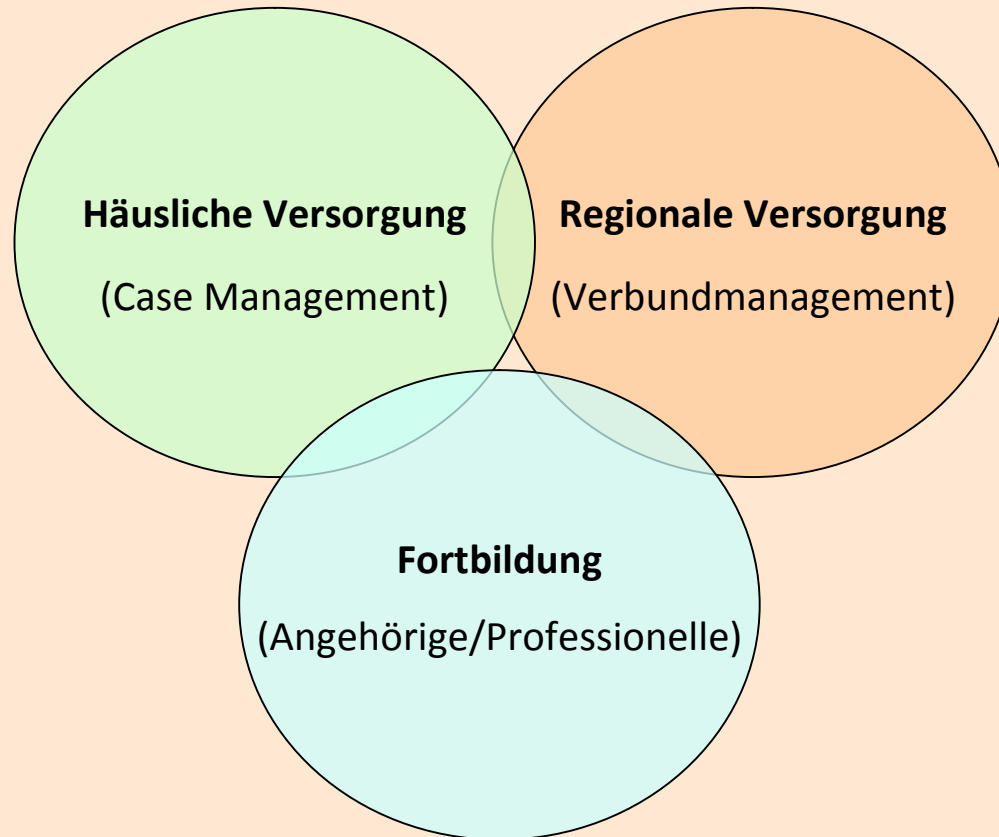 Häusliche Versorgung
(Case Management)
Regionale Versorgung
(Verbundmanagement)
Fortbildung
(Angehörige/Professionelle)